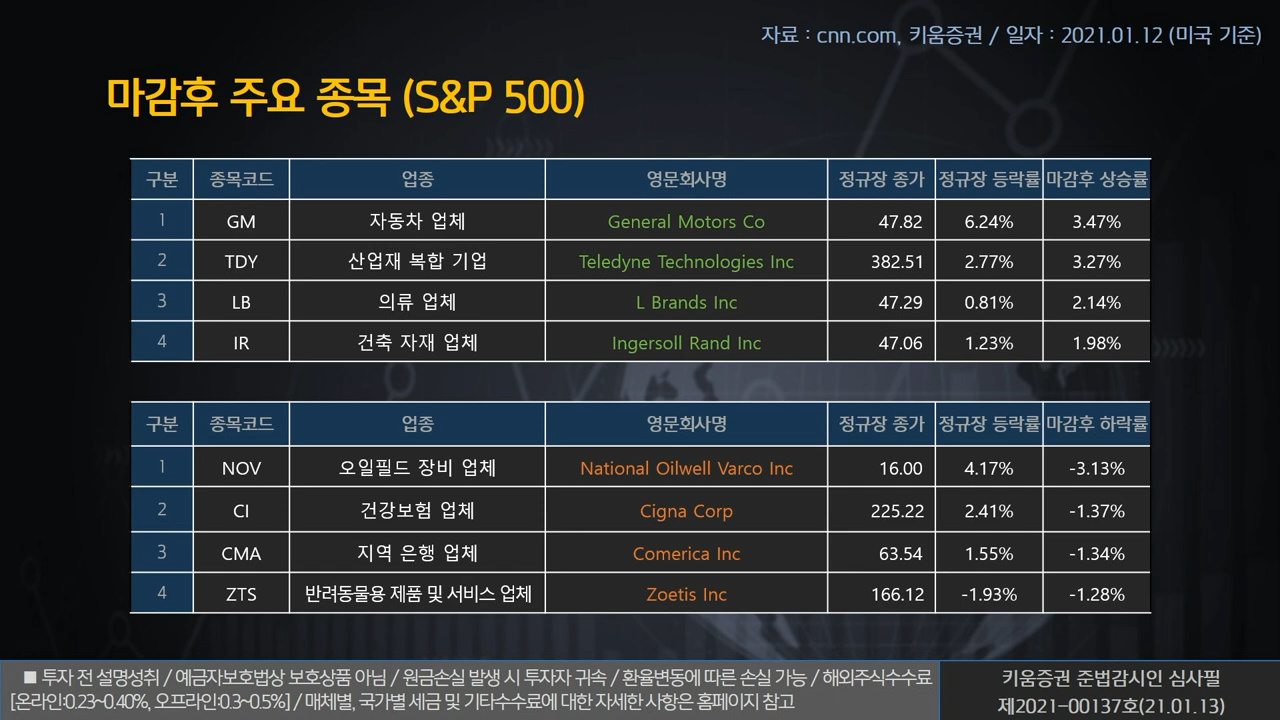 자료 : cnn.com, 키움증권 / 일자 : 2021.01.12 (미국 기준)
마감후 주요 종목 (S&P 500)
구분 종목코드 업종 영문회사명 정규장 종가 정규장 등락률 마감후 상승률
1 GM 자동차 업체 General Motors Co 47.82 6.24% 3.47%
2 TDY 산업재 복합 기업 Teledyne Technologies Inc 382.51 2.77% 3.27%
3 LB 의류 업체 L Brands Inc 47.29 0.81% 2.14%
4 IR 건축 자재 업체 Ingersoll Rand Inc 47.06 1.23% 1.98%
구분 종목코드 업종 영문회사명 정규장 종가 정규장 등락률 마감후 하락률
1 NOV 오일필드 장비 업체 National Oilwell Varco Inc 16.00 4.17% -3.13%
2 CI 건강보험 업체 Cigna Corp 225.22 2.41% -1.37%
3 CMA 지역 은행 업체 Comerica Inc 63.54 1.55% -1.34%
4 ZTS 반려동물용 제품 및 서비스 업체 Zoetis Inc 166.12 -1.93% -1.28%
■ 투자 전 설명청취 / 예금자보호법상 보호상품 아님 / 원금손실 발생 시 투자자 귀속 / 환율변동에 따른 손실 가능 / 해외주식수수료
[온라인:0.23~0.40%, 오프라인:0.3~0.5%] / 매체별, 국가별 세금 및 기타수수료에 대한 자세한 사항은 홈페이지 참고
키움증권 준법감시인 심사필
제2021-00137호(21.01.13)